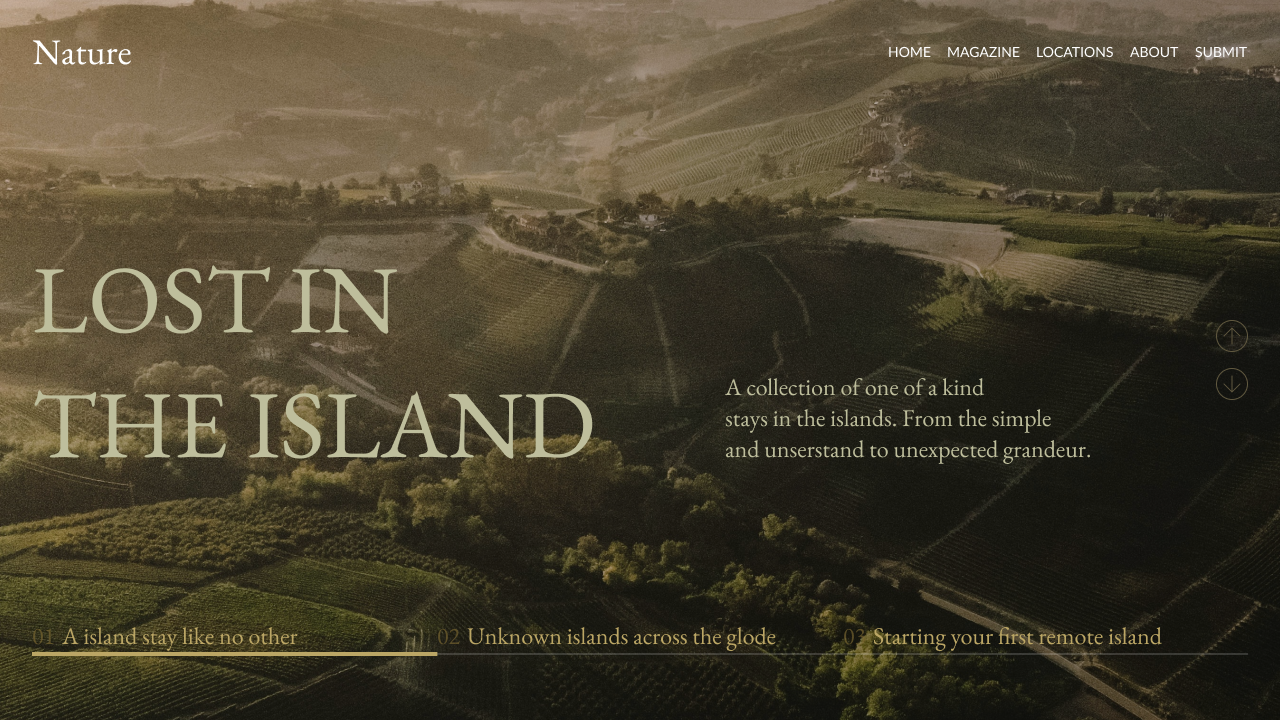 Nature
HOME MAGAZINE LOCATIONS ABOUT SUBMIT
LOST IN
THE ISLAND
A collection of one of a kind
stays in the islands. From the simple
and unserstand to unexpected grandeur.
01 A island stay like no other
02 Unknown islands across the glode
03 Starting your first remote island